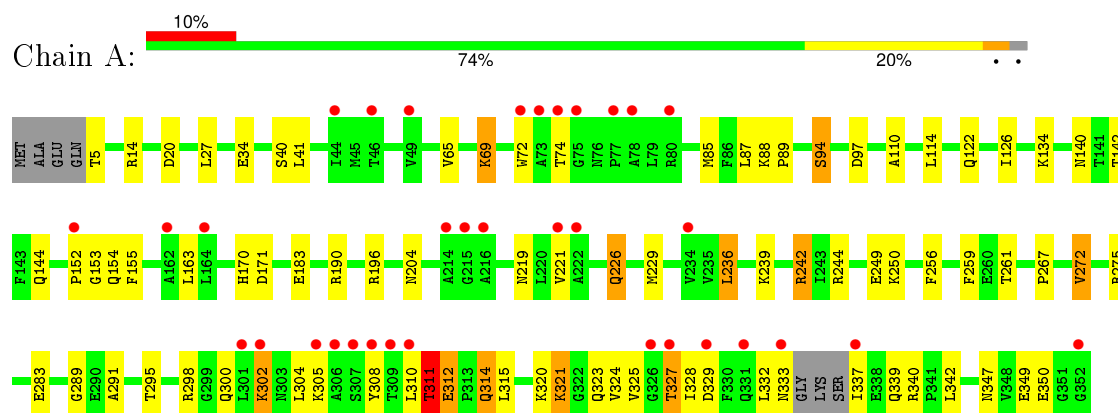 10%
Chain A:
74% 20% • •
MET ALA GLU GLN T5 R14 D20 L27 E34 S40 L41 I44 M45 T46 V49 V65 K69 W72 A73 T74 G75 N76 P77 A78 L79 R80 M85 F86 L87 K88 P89 S94 D97 A110 L114 Q122 I126 K134 N140 T141 T142
F143 Q144 P152 G153 Q154 F155 A162 L163 L164 H170 D171 E183 R190 R196 N204 A214 G215 A216 N219 L220 V221 A222 Q226 M229 V234 V235 L236 K239 R242 I243 R244 E249 K250 F256 F259 E260 T261 P267 V272 R275
E283 G289 E290 A291 T295 R298 G299 Q300 L301 K302 N303 L304 K305 A306 S307 Y308 T309 L310 T311 E312 P313 Q314 L315 K320 K321 G322 Q323 V324 V325 G326 T327 I328 D329 F330 Q331 L332 N333 GLY LYS SER I337 E338 Q339 R340 P341 L342 N347 V348 E349 E350 G351 G352